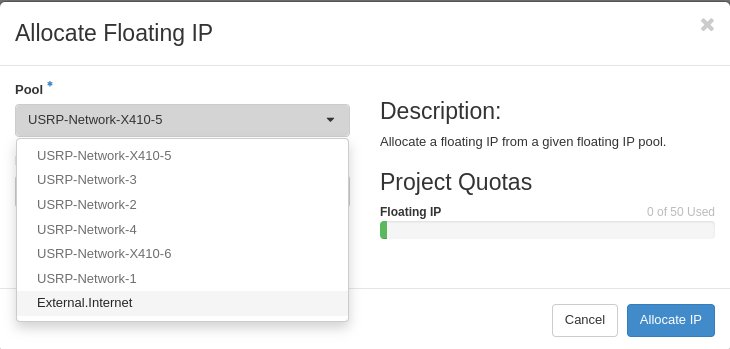 Allocate Floating IP
×
Pool *
USRP-Network-X410-5
USRP-Network-X410-5
USRP-Network-3
USRP-Network-2
USRP-Network-4
USRP-Network-X410-6
USRP-Network-1
External.Internet
Description:
Allocate a floating IP from a given floating IP pool.
Project Quotas
Floating IP
0 of 50 Used
Cancel
Allocate IP